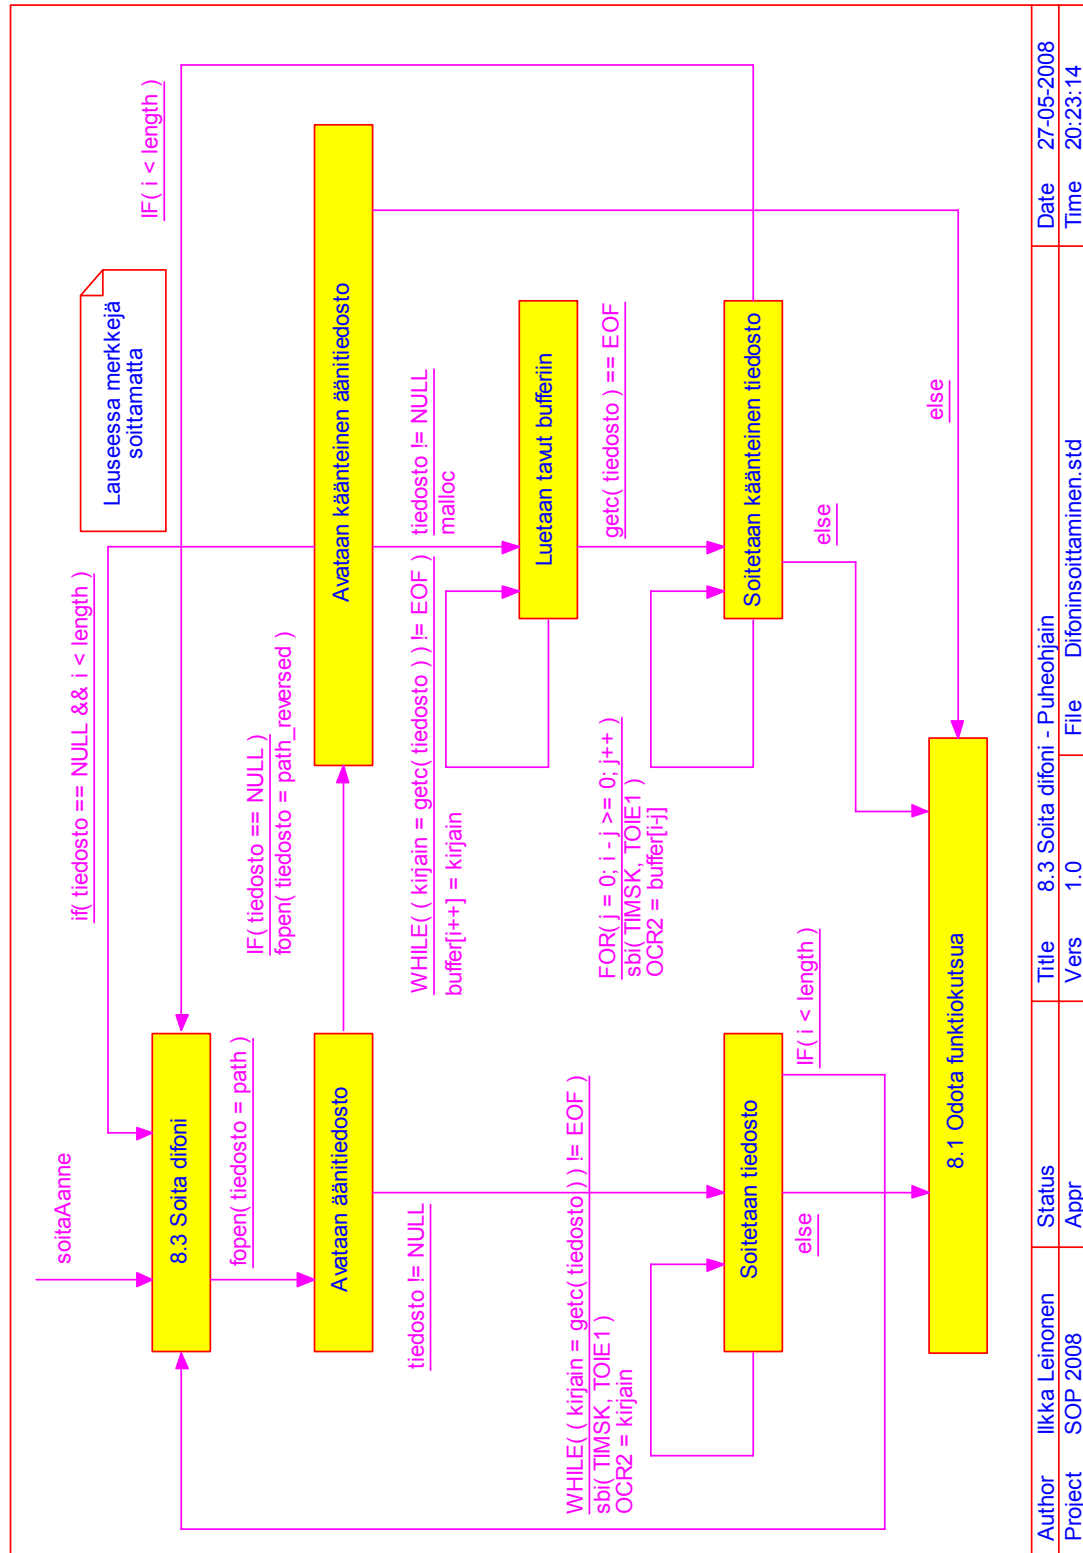 soitaAanne
if( tiedosto == NULL && i < length )
Lauseessa merkkejä
soittamatta
IF( i < length )
8.3 Soita difoni
fopen( tiedosto = path )
Avataan äänitiedosto
IF( tiedosto == NULL )
fopen( tiedosto = path_reversed )
Avataan käänteinen äänitiedosto
tiedosto != NULL
WHILE( ( kirjain = getc( tiedosto ) ) != EOF )
buffer[i++] = kirjain
tiedosto != NULL
malloc
Luetaan tavut bufferiin
getc( tiedosto ) == EOF
WHILE( ( kirjain = getc( tiedosto ) ) != EOF )
sbi( TIMSK, TOIE1 )
OCR2 = kirjain
FOR( j = 0; i - j >= 0; j++ )
sbi( TIMSK, TOIE1 )
OCR2 = buffer[i-j]
Soitetaan tiedosto
Soitetaan käänteinen tiedosto
else
IF( i < length )
else
else
8.1 Odota funktiokutsua
Author Ilkka Leinonen Status Title 8.3 Soita difoni - Puheohjain Date 27-05-2008
Project SOP 2008 Appr Vers 1.0 File Difoninsoittaminen.std Time 20:23:14